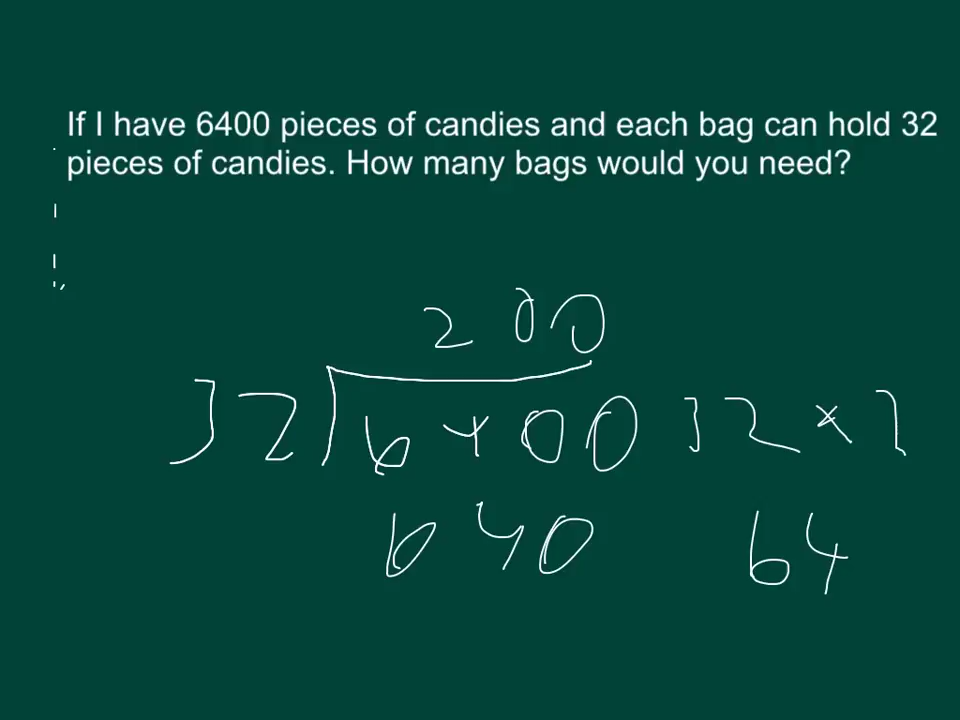 If I have 6400 pieces of candies and each bag can hold 32
pieces of candies. How many bags would you need?
200
32 6400 32 × 2
640 64